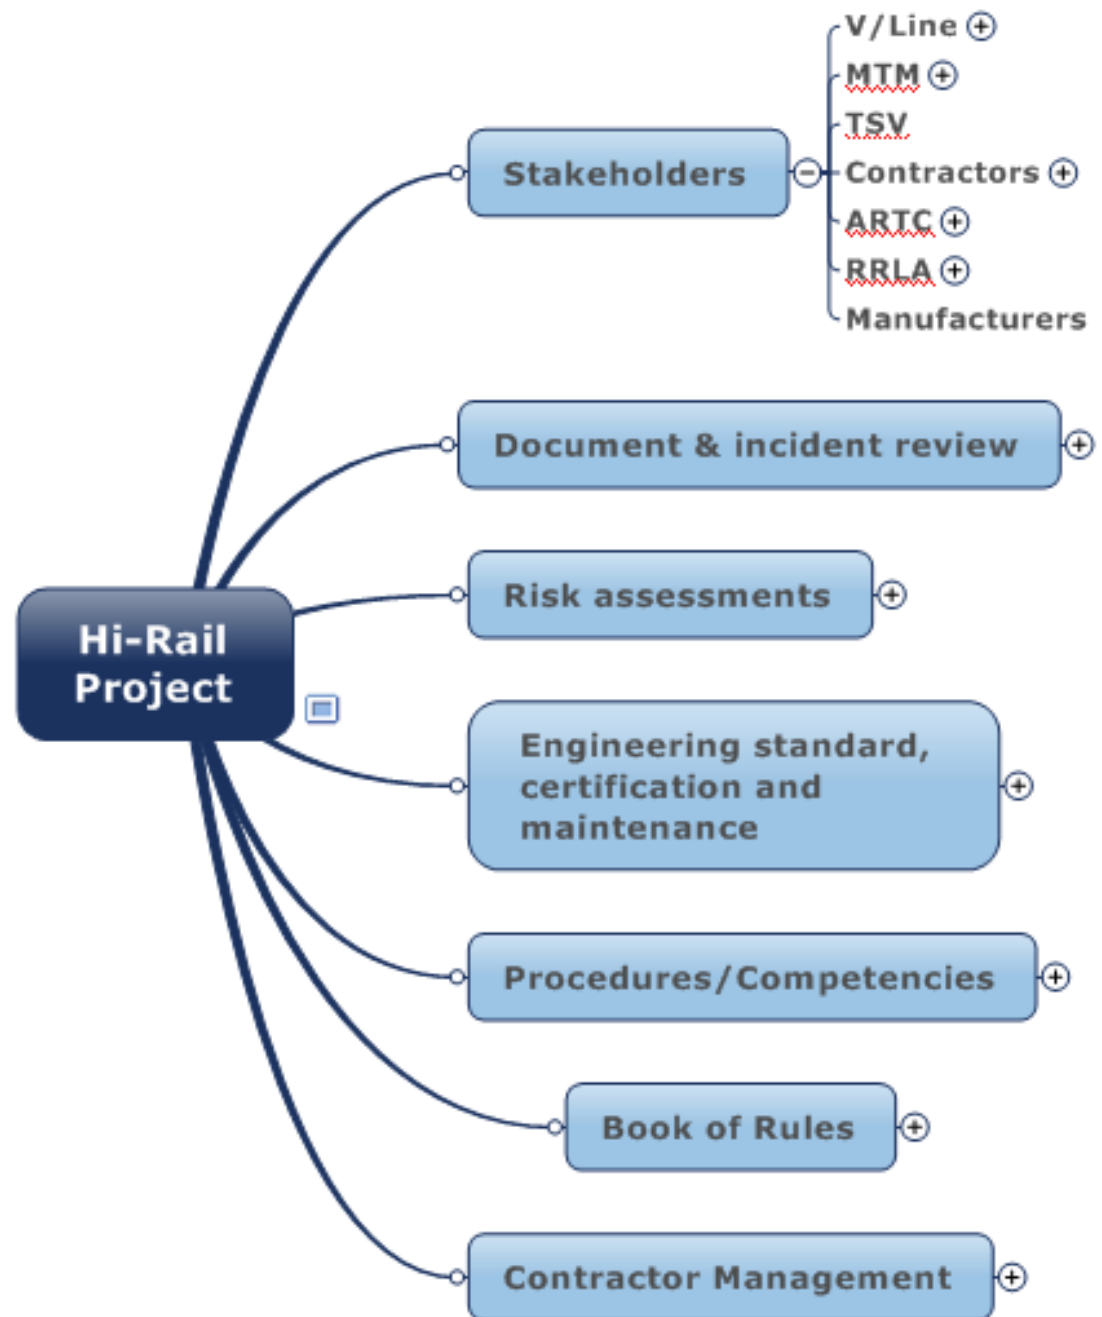 V/Line
MTM
TSV
Stakeholders
Contractors
ARTC
RRLA
Manufacturers
Document & incident review
Risk assessments
Hi-Rail
Project
Engineering standard,
certification and
maintenance
Procedures/Competencies
Book of Rules
Contractor Management